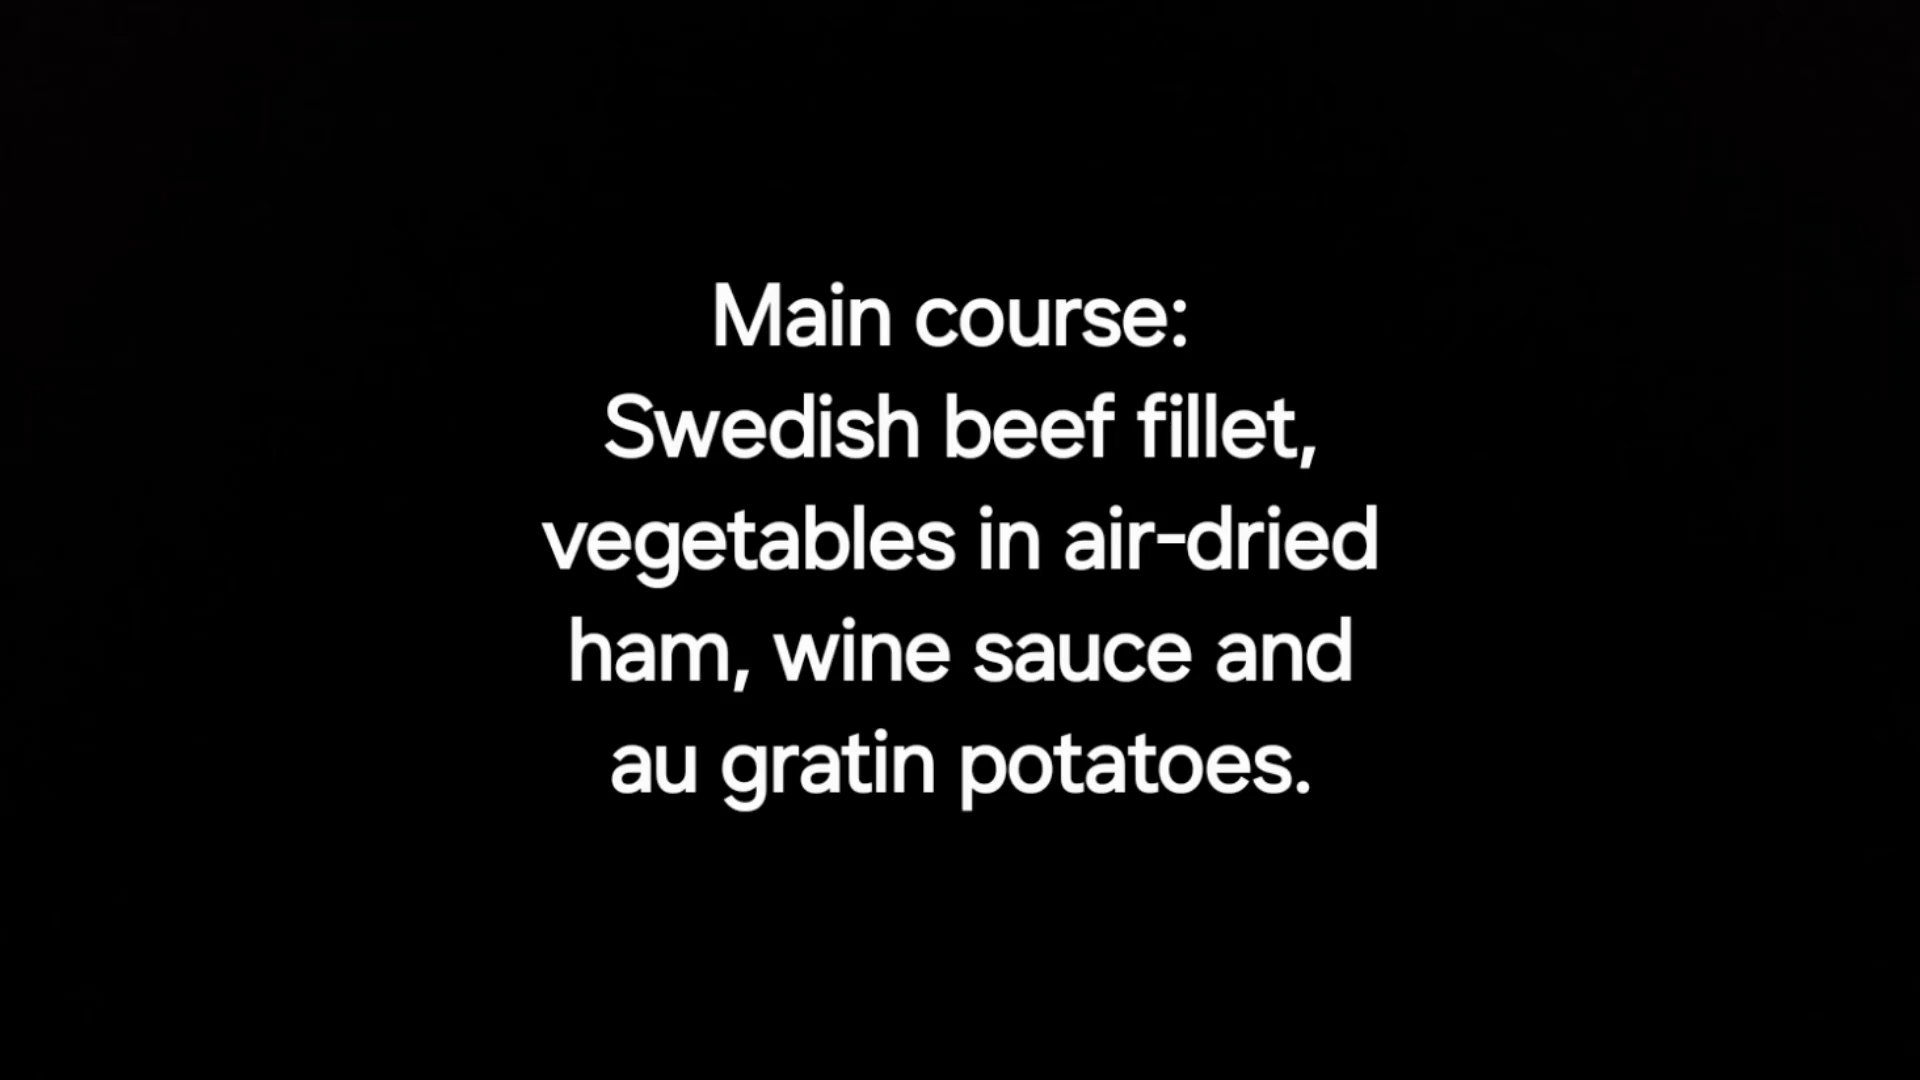 Main course:
Swedish beef fillet,
vegetables in air-dried
ham, wine sauce and
au gratin potatoes.